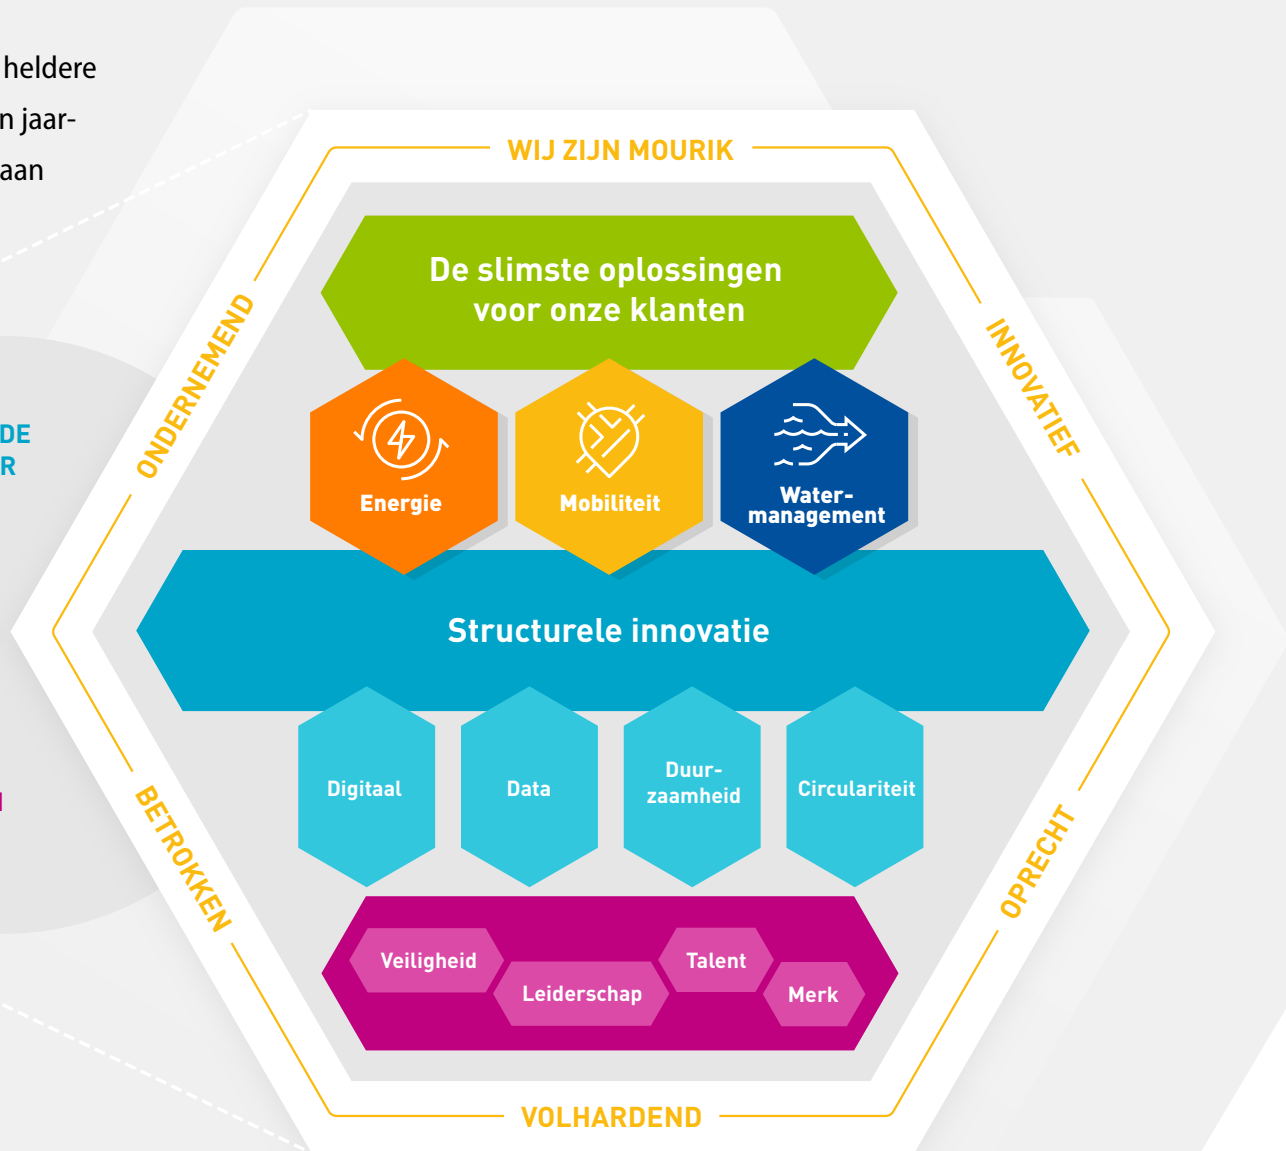 heldere
n jaar-
aan
DE
R
WIJ ZIJN MOURIK
ONDERNEMEND
INNOVATIEF
De slimste oplossingen
voor onze klanten
Energie
Mobiliteit
Water-
management
Structurele innovatie
Digitaal
Data
Duur-
zaamheid
Circulariteit
BETROKKEN
OPRECHT
Veiligheid
Leiderschap
Talent
Merk
VOLHARDEND